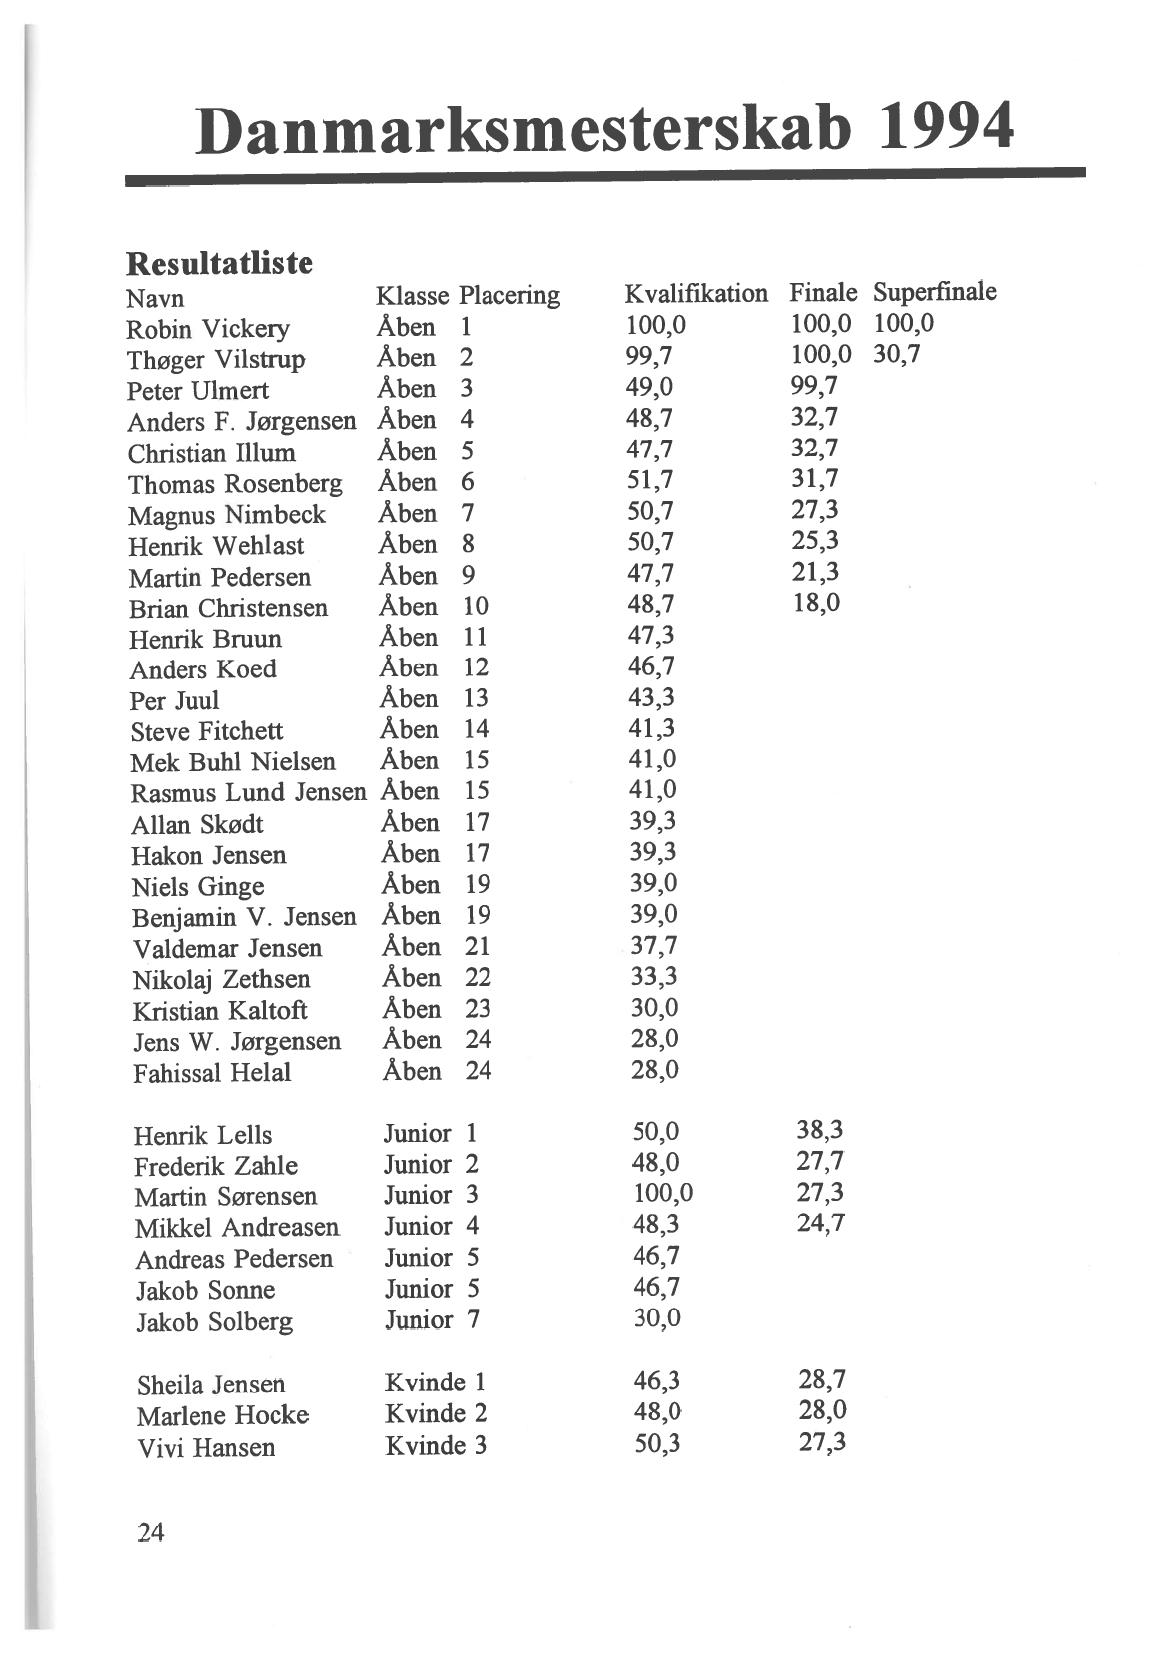 Danmarksmesterskab 1994
Resultatliste
Navn Klasse Placering Kvalifikation Finale Superfinale
Robin Vickery Åben 1 100,0 100,0 100,0
Thøger Vilstrup Åben 2 99,7 100,0 30,7
Peter Ulmert Åben 3 49,0 99,7
Anders F. Jørgensen Åben 4 48,7 32,7
Christian Illum Åben 5 47,7 32,7
Thomas Rosenberg Åben 6 51,7 31,7
Magnus Nimbeck Åben 7 50,7 27,3
Henrik Wehlast Åben 8 50,7 25,3
Martin Pedersen Åben 9 47,7 21,3
Brian Christensen Åben 10 48,7 18,0
Henrik Bruun Åben 11 47,3
Anders Koed Åben 12 46,7
Per Juul Åben 13 43,3
Steve Fitchett Åben 14 41,3
Mek Buhl Nielsen Åben 15 41,0
Rasmus Lund Jensen Åben 15 41,0
Allan Skødt Åben 17 39,3
Hakon Jensen Åben 17 39,3
Niels Ginge Åben 19 39,0
Benjamin V. Jensen Åben 19 39,0
Valdemar Jensen Åben 21 37,7
Nikolaj Zethsen Åben 22 33,3
Kristian Kaltoft Åben 23 30,0
Jens W. Jørgensen Åben 24 28,0
Fahissal Helal Åben 24 28,0
Henrik Lells Junior 1 50,0 38,3
Frederik Zahle Junior 2 48,0 27,7
Martin Sørensen Junior 3 100,0 27,3
Mikkel Andreasen Junior 4 48,3 24,7
Andreas Pedersen Junior 5 46,7
Jakob Sonne Junior 5 46,7
Jakob Solberg Junior 7 30,0
Sheila Jensen Kvinde 1 46,3 28,7
Marlene Hocke Kvinde 2 48,0 28,0
Vivi Hansen Kvinde 3 50,3 27,3
24